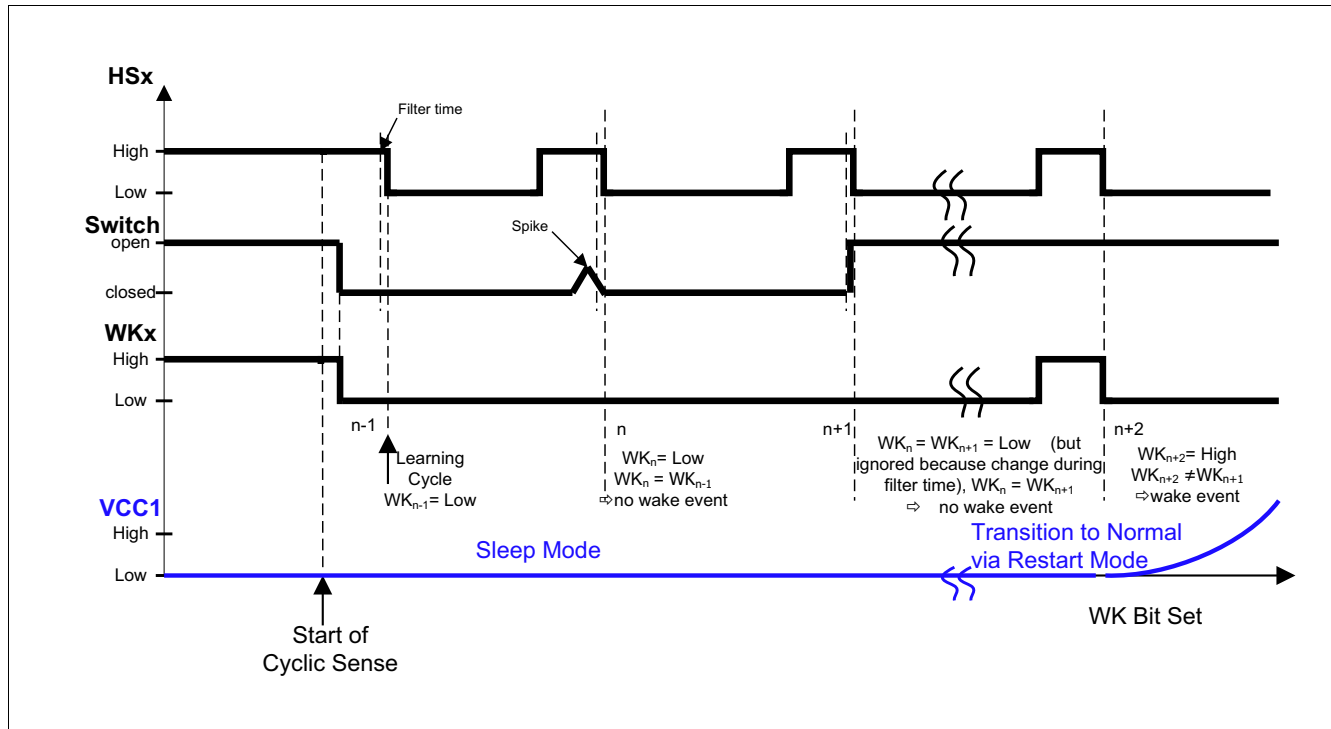 HSx
Filter time
High
Low
Switch
open
Spike
closed
WKx
High
Low
n-1
n
n+1
n+2
Learning
Cycle
WKn-1= Low
WKn= Low
WKn = WKn-1
⇨no wake event
WKn = WKn+1 = Low (but
ignored because change during
filter time), WKn = WKn+1
⇨ no wake event
WKn+2= High
WKn+2 ≠WKn+1
⇨wake event
VCC1
High
Low
Sleep Mode
Transition to Normal
via Restart Mode
Start of
Cyclic Sense
WK Bit Set